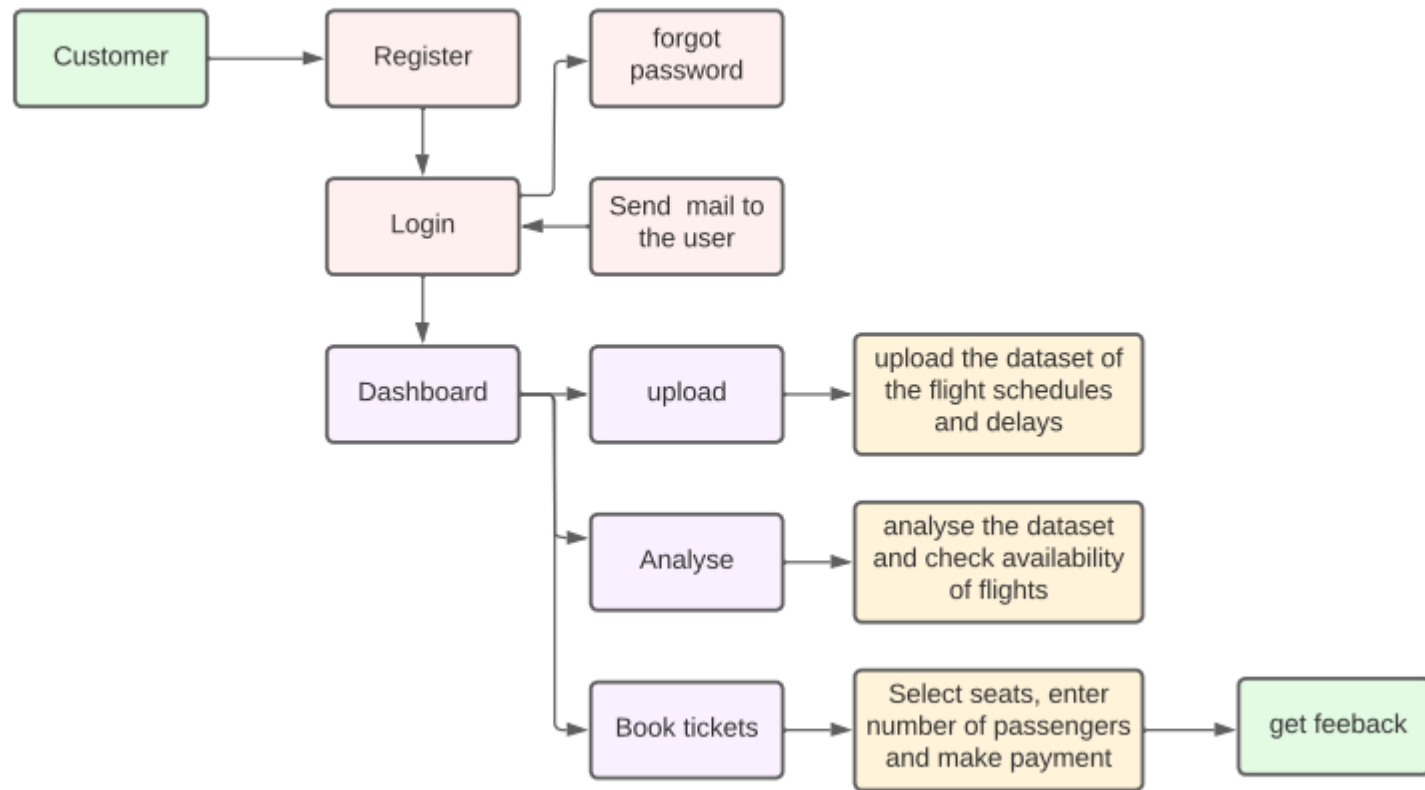 Customer
Register
forgot
password
Login
Send  mail to
the user
Dashboard
upload
upload the dataset of
the flight schedules
and delays
Analyse
analyse the dataset
and check availability
of flights
Book tickets
Select seats, enter
number of passengers
and make payment
get feeback